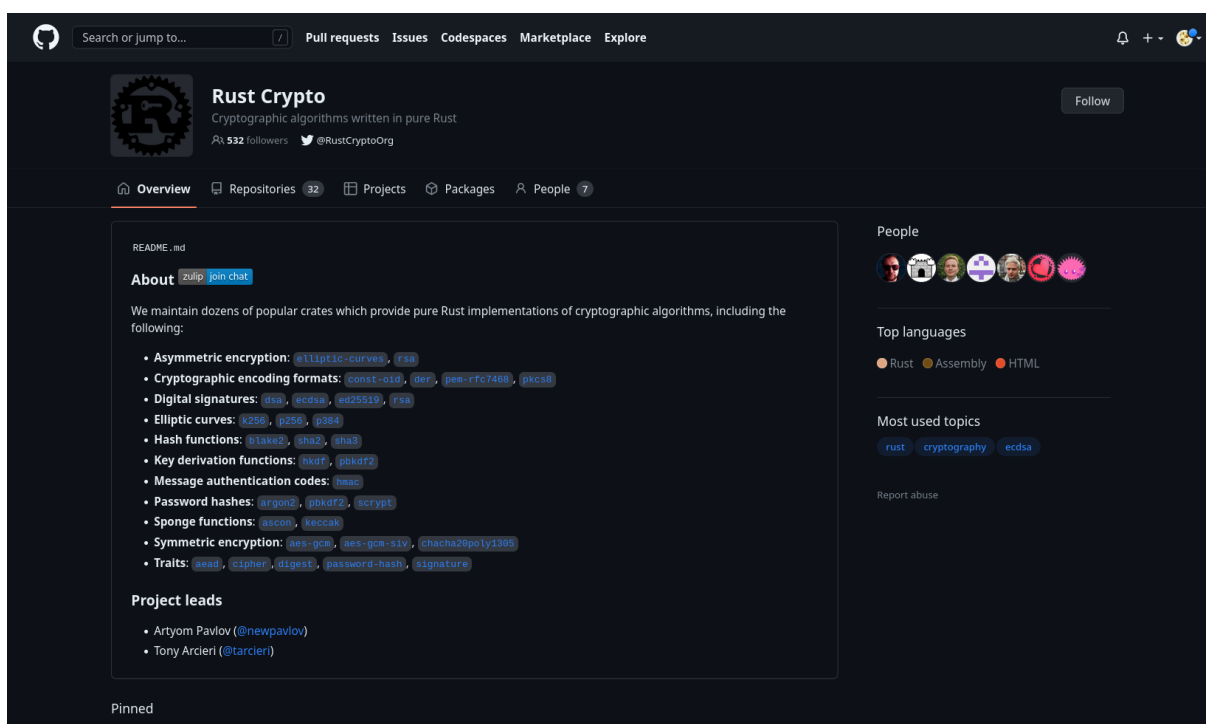 Search or jump to... / Pull requests Issues Codespaces Marketplace Explore
Rust Crypto
Cryptographic algorithms written in pure Rust
532 followers @RustCryptoOrg
Follow
Overview Repositories 32 Projects Packages People 7
README.md
About zulip join chat
We maintain dozens of popular crates which provide pure Rust implementations of cryptographic algorithms, including the
following:
• Asymmetric encryption: elliptic-curves, rsa
• Cryptographic encoding formats: const-oid, der, pem-rfc7468, pkcs8
• Digital signatures: dsa, ecdsa, ed25519, rsa
• Elliptic curves: k256, p256, p384
• Hash functions: blake2, sha2, sha3
• Key derivation functions: hkdf, pbkdf2
• Message authentication codes: hmac
• Password hashes: argon2, pbkdf2, scrypt
• Sponge functions: ascon, keccak
• Symmetric encryption: aes-gcm, aes-gcm-siv, chacha20poly1305
• Traits: aead, cipher,digest, password-hash, signature
Project leads
• Artyom Pavlov (@newpavlov)
• Tony Arcieri (@tarcieri)
Pinned
People
Top languages
Rust Assembly HTML
Most used topics
rust cryptography ecdsa
Report abuse